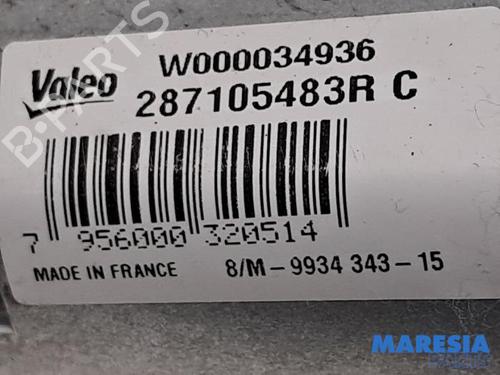 Valeo
W000034936
287105483R C
7 956000 320514
MADE IN FRANCE 8/M-9934 343-15
B-PARTS
MARESIA